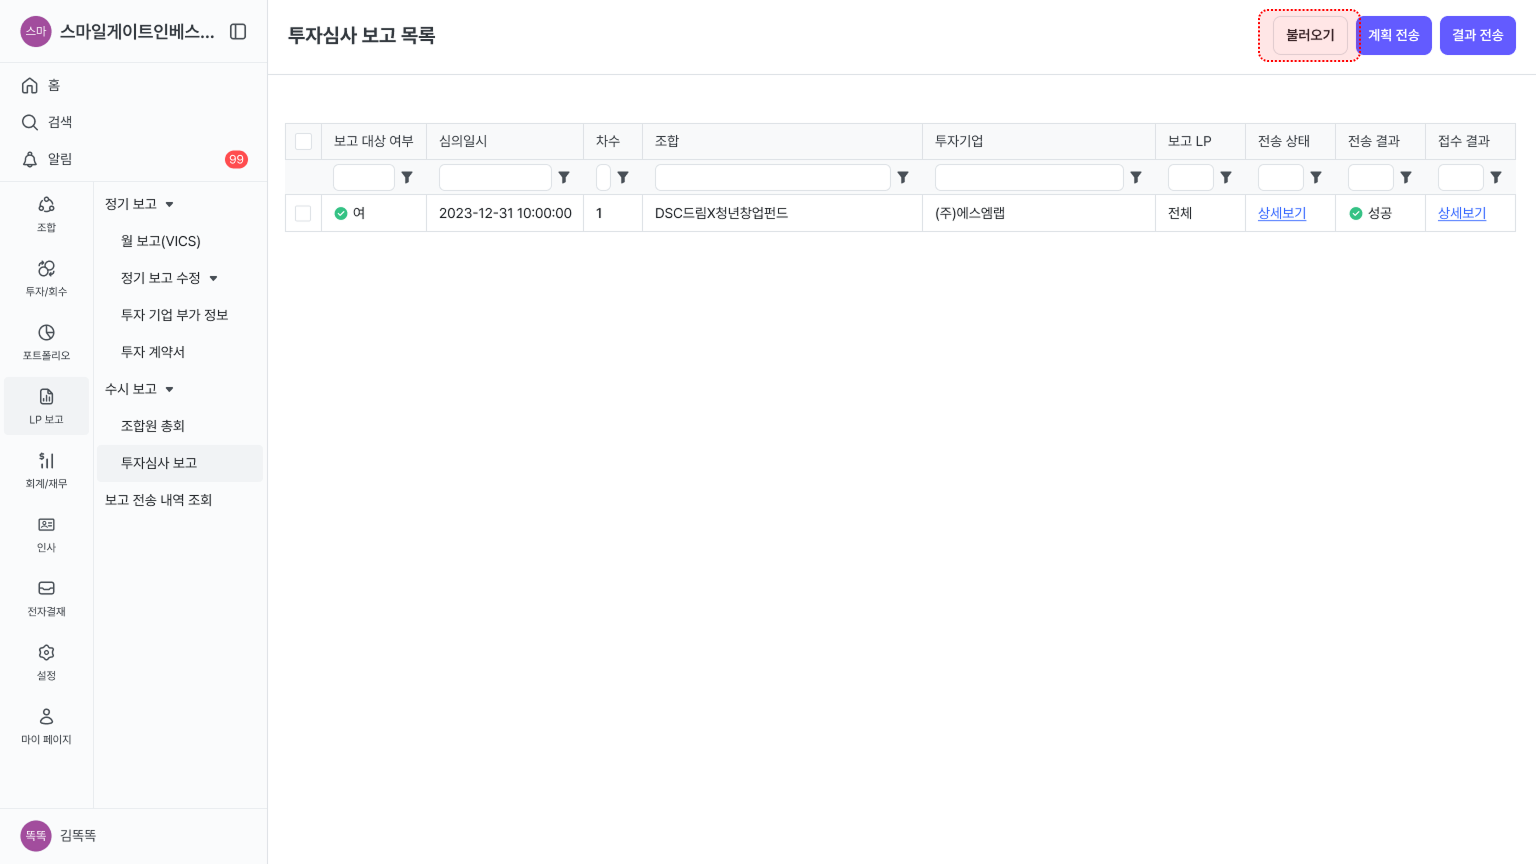 스마 스마일게이트인베스...
홈
검색
알림 99
조합
투자/회수
포트폴리오
LP 보고
회계/재무
인사
전자결재
설정
마이 페이지
정기 보고
월 보고(VICS)
정기 보고 수정
투자 기업 부가 정보
투자 계약서
수시 보고
조합원 총회
투자심사 보고
보고 전송 내역 조회
똑똑 김똑똑
투자심사 보고 목록
불러오기 계획 전송 결과 전송
보고 대상 여부 심의일시 차수 조합 투자기업 보고 LP 전송 상태 전송 결과 접수 결과
여 2023-12-31 10:00:00 1 DSC드림X청년창업펀드 (주)에스엠랩 전체 상세보기 성공 상세보기